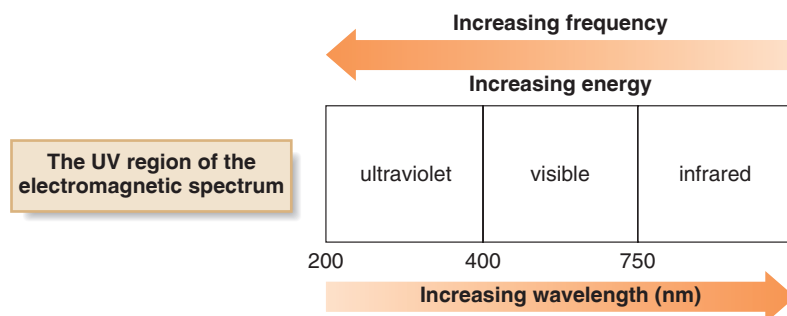 Increasing frequency
Increasing energy
The UV region of the
electromagnetic spectrum
ultraviolet
visible
infrared
200
400
750
Increasing wavelength (nm)